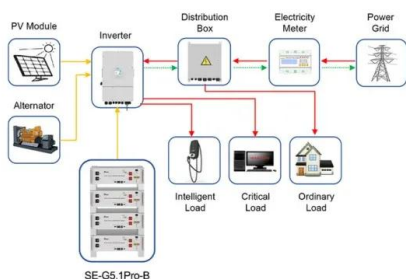 PV Module
Inverter
Distribution
Box
Electricity
Meter
Power
Grid
Alternator
Intelligent
Load
Critical
Load
Ordinary
Load
SE-G5.1Pro-B